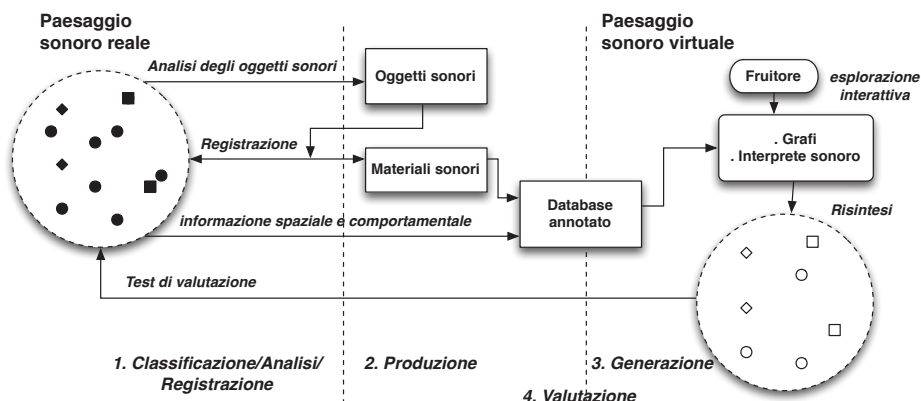 Paesaggio
sonoro reale
Paesaggio
sonoro virtuale
Analisi degli oggetti sonori
Oggetti sonori
Fruitore
esplorazione
interattiva
Registrazione
Materiali sonori
. Grafi
. Interprete sonoro
informazione spaziale e comportamentale
Database
annotato
Risintesi
Test di valutazione
1. Classificazione/Analisi/
Registrazione
2. Produzione
3. Generazione
4. Valutazione